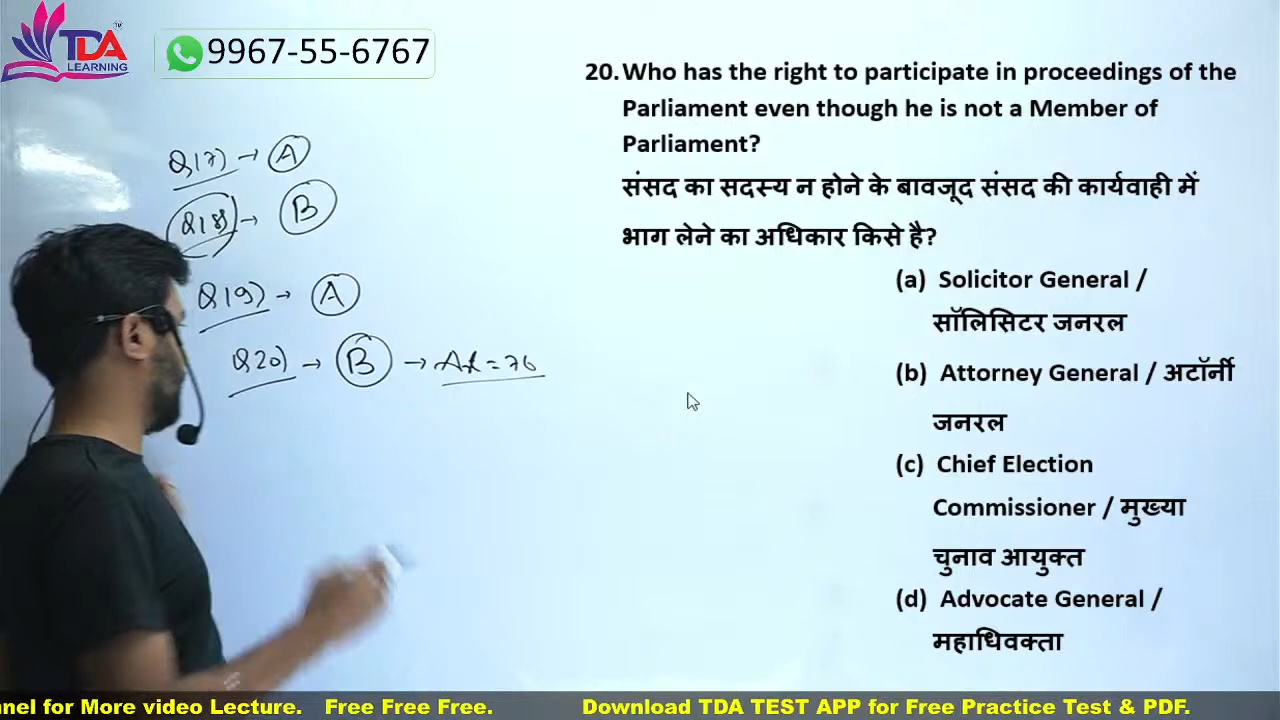 TDA
LEARNING
9967-55-6767
Q17) → A
Q18) → B
Q19) → A
Q20) → B → At = 76
20. Who has the right to participate in proceedings of the
Parliament even though he is not a Member of
Parliament?
संसद का सदस्य न होने के बावजूद संसद की कार्यवाही में
भाग लेने का अधिकार किसे है?
(a) Solicitor General /
सॉलिसिटर जनरल
(b) Attorney General / अटॉर्नी
जनरल
(c) Chief Election
Commissioner / मुख्या
चुनाव आयुक्त
(d) Advocate General /
महाधिवक्ता
nnel for More video Lecture. Free Free Free. Download TDA TEST APP for Free Practice Test & PDF.